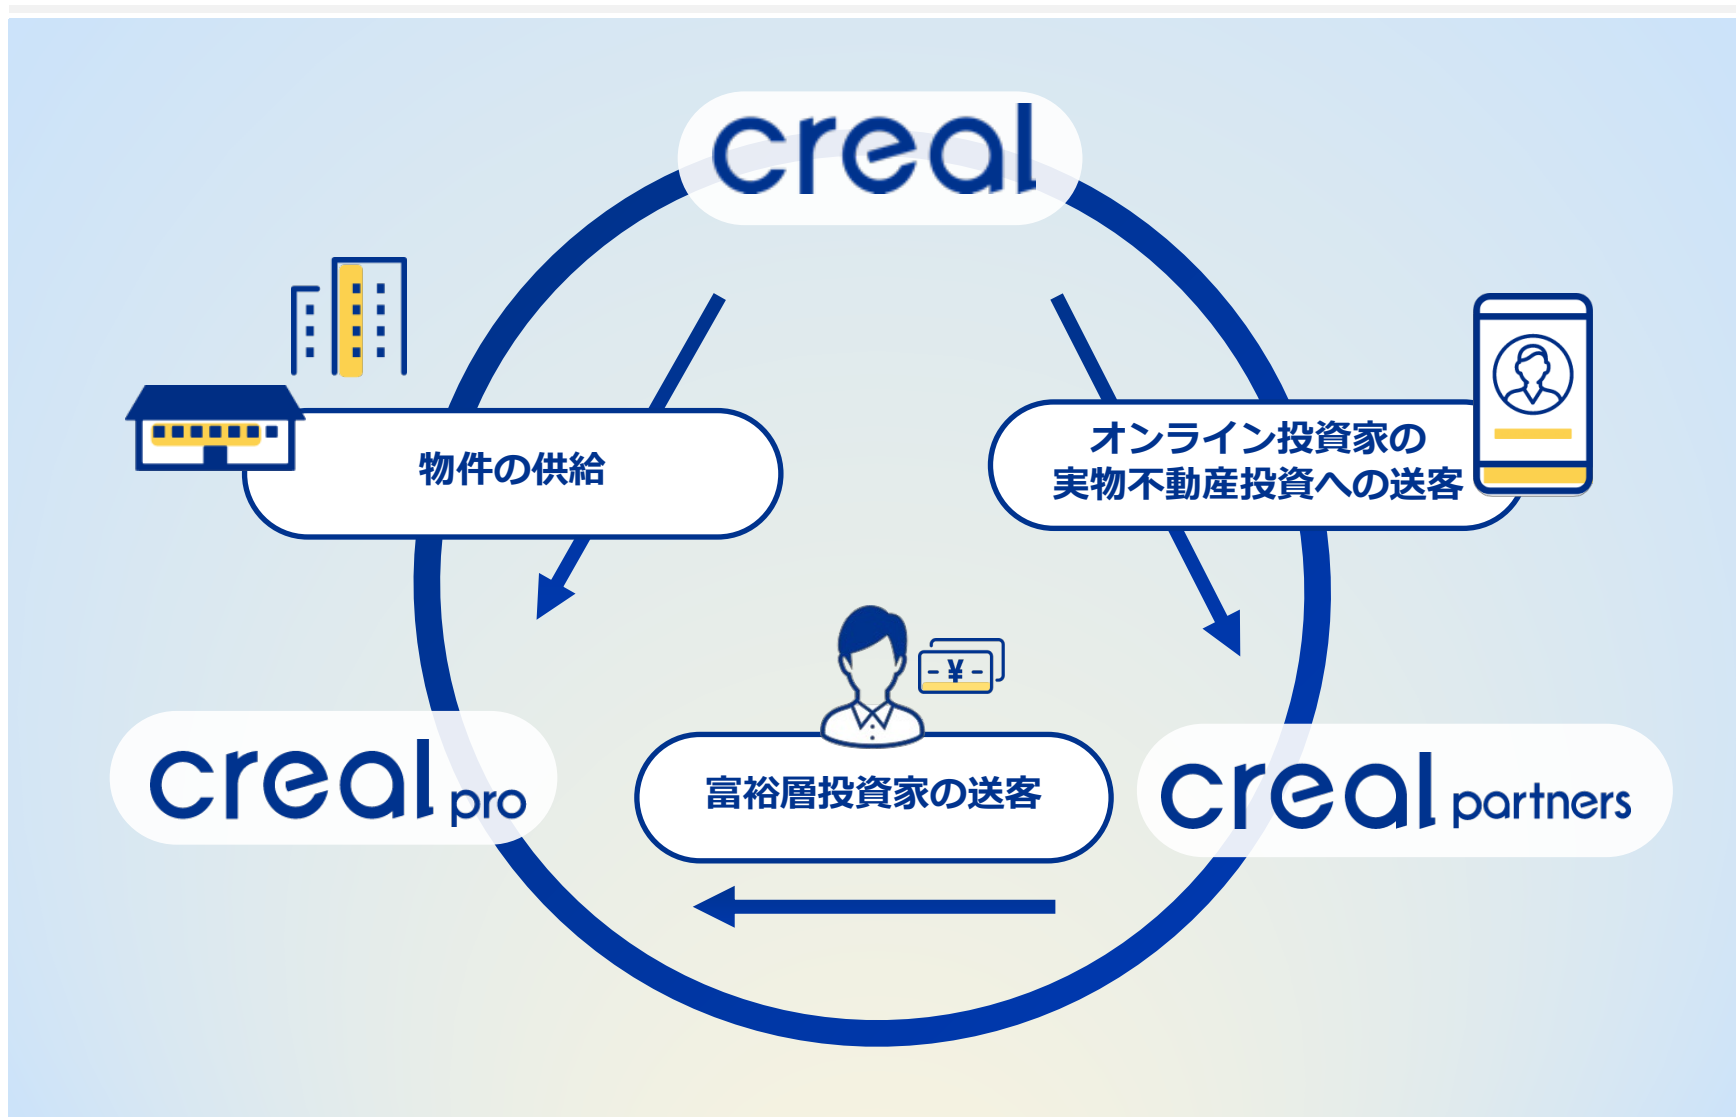 creal
物件の供給
オンライン投資家の
実物不動産投資への送客
¥
富裕層投資家の送客
creal pro
creal partners